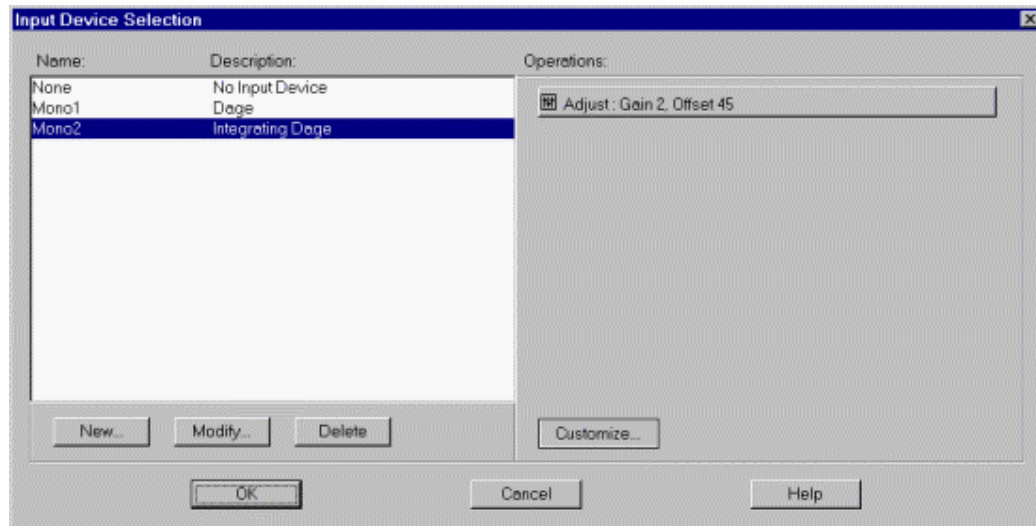 Input Device Selection
Name: Description: Operations:
None No Input Device
Mono1 Dage
Mono2 Integrating Dage
Adjust : Gain 2, Offset 45
New... Modify... Delete Customize...
OK Cancel Help